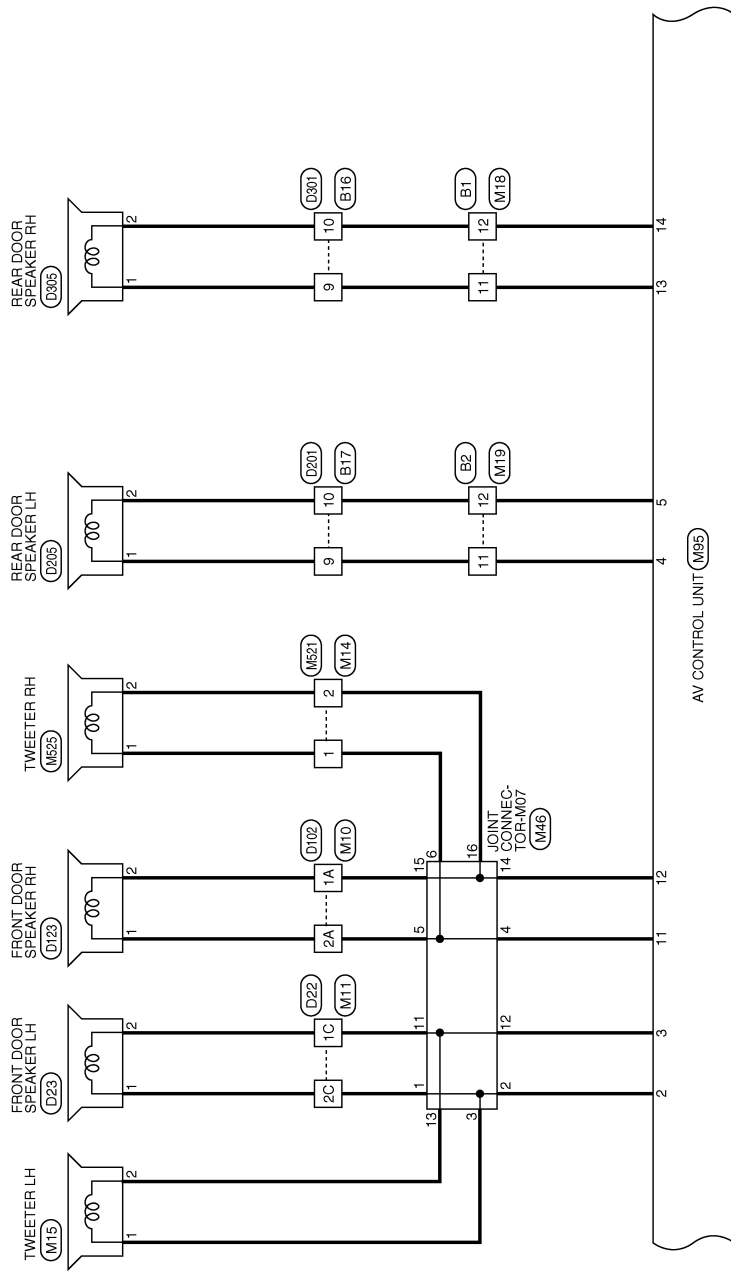 TWEETER LH
M15
1
2
FRONT DOOR
SPEAKER LH
D23
1
2
FRONT DOOR
SPEAKER RH
D123
1
2
TWEETER RH
M525
1
2
REAR DOOR
SPEAKER LH
D205
1
2
REAR DOOR
SPEAKER RH
D305
1
2
2C
1C
D22
M11
2A
1A
D102
M10
1
2
M521
M14
9
10
D201
B17
9
10
D301
B16
11
12
B2
M19
11
12
B1
M18
13
3
1
11
5
15
6
16
2
12
4
14
JOINT
CONNEC-
TOR-M07
M46
2
3
11
12
4
5
13
14
AV CONTROL UNIT M95